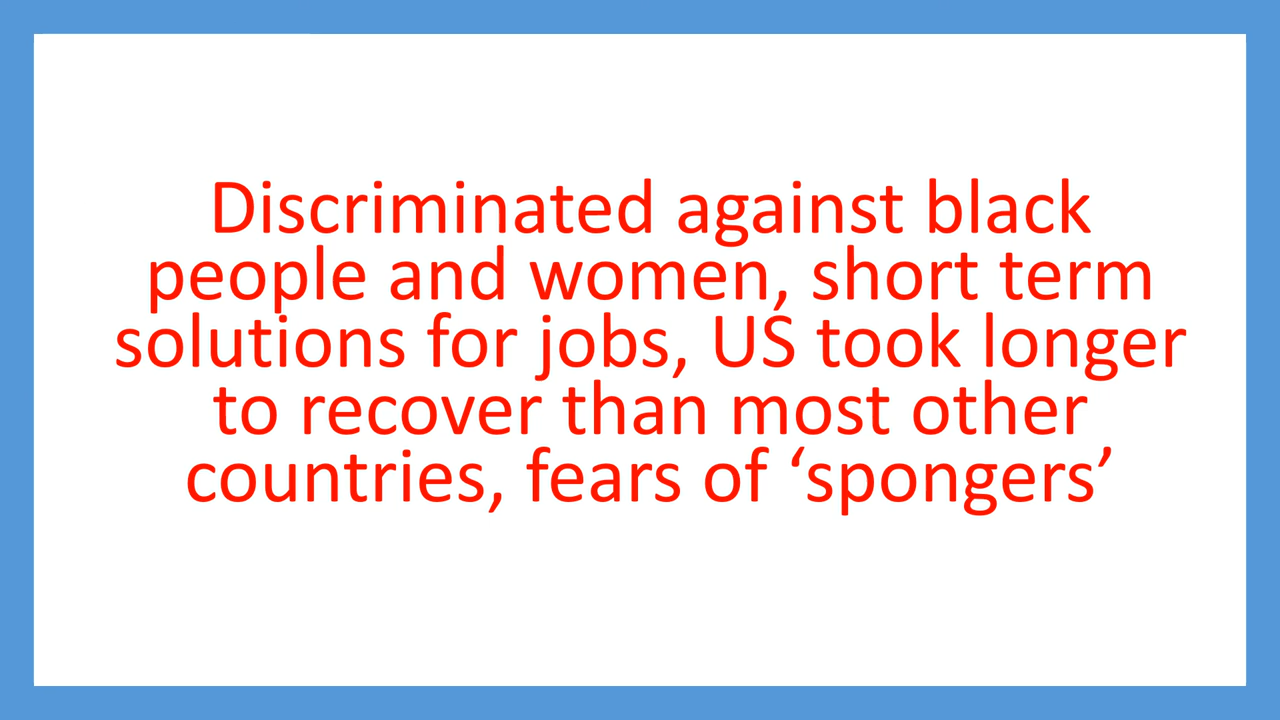 Discriminated against black
people and women, short term
solutions for jobs, US took longer
to recover than most other
countries, fears of ‘spongers’